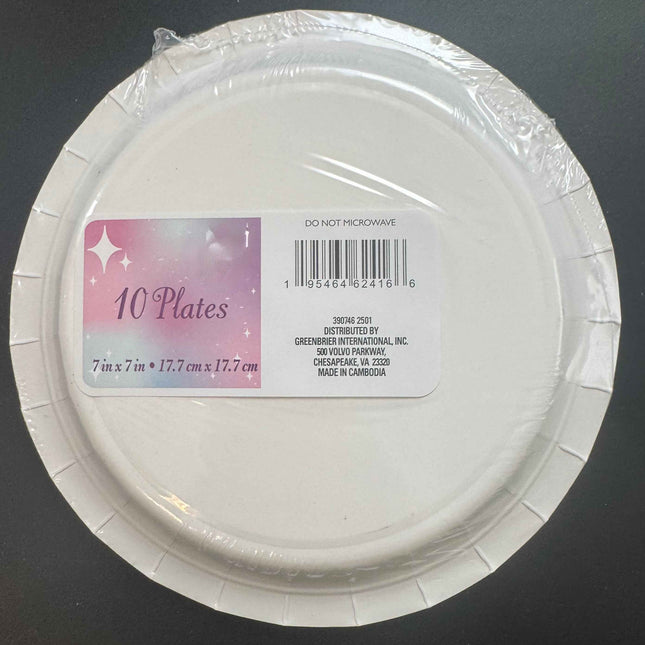 10 Plates
7 in x 7 in • 17.7 cm x 17.7 cm
DO NOT MICROWAVE
1 95464 62416 6
390746 2501
DISTRIBUTED BY
GREENBRIER INTERNATIONAL, INC.
500 VOLVO PARKWAY,
CHESAPEAKE, VA 23320
MADE IN CAMBODIA